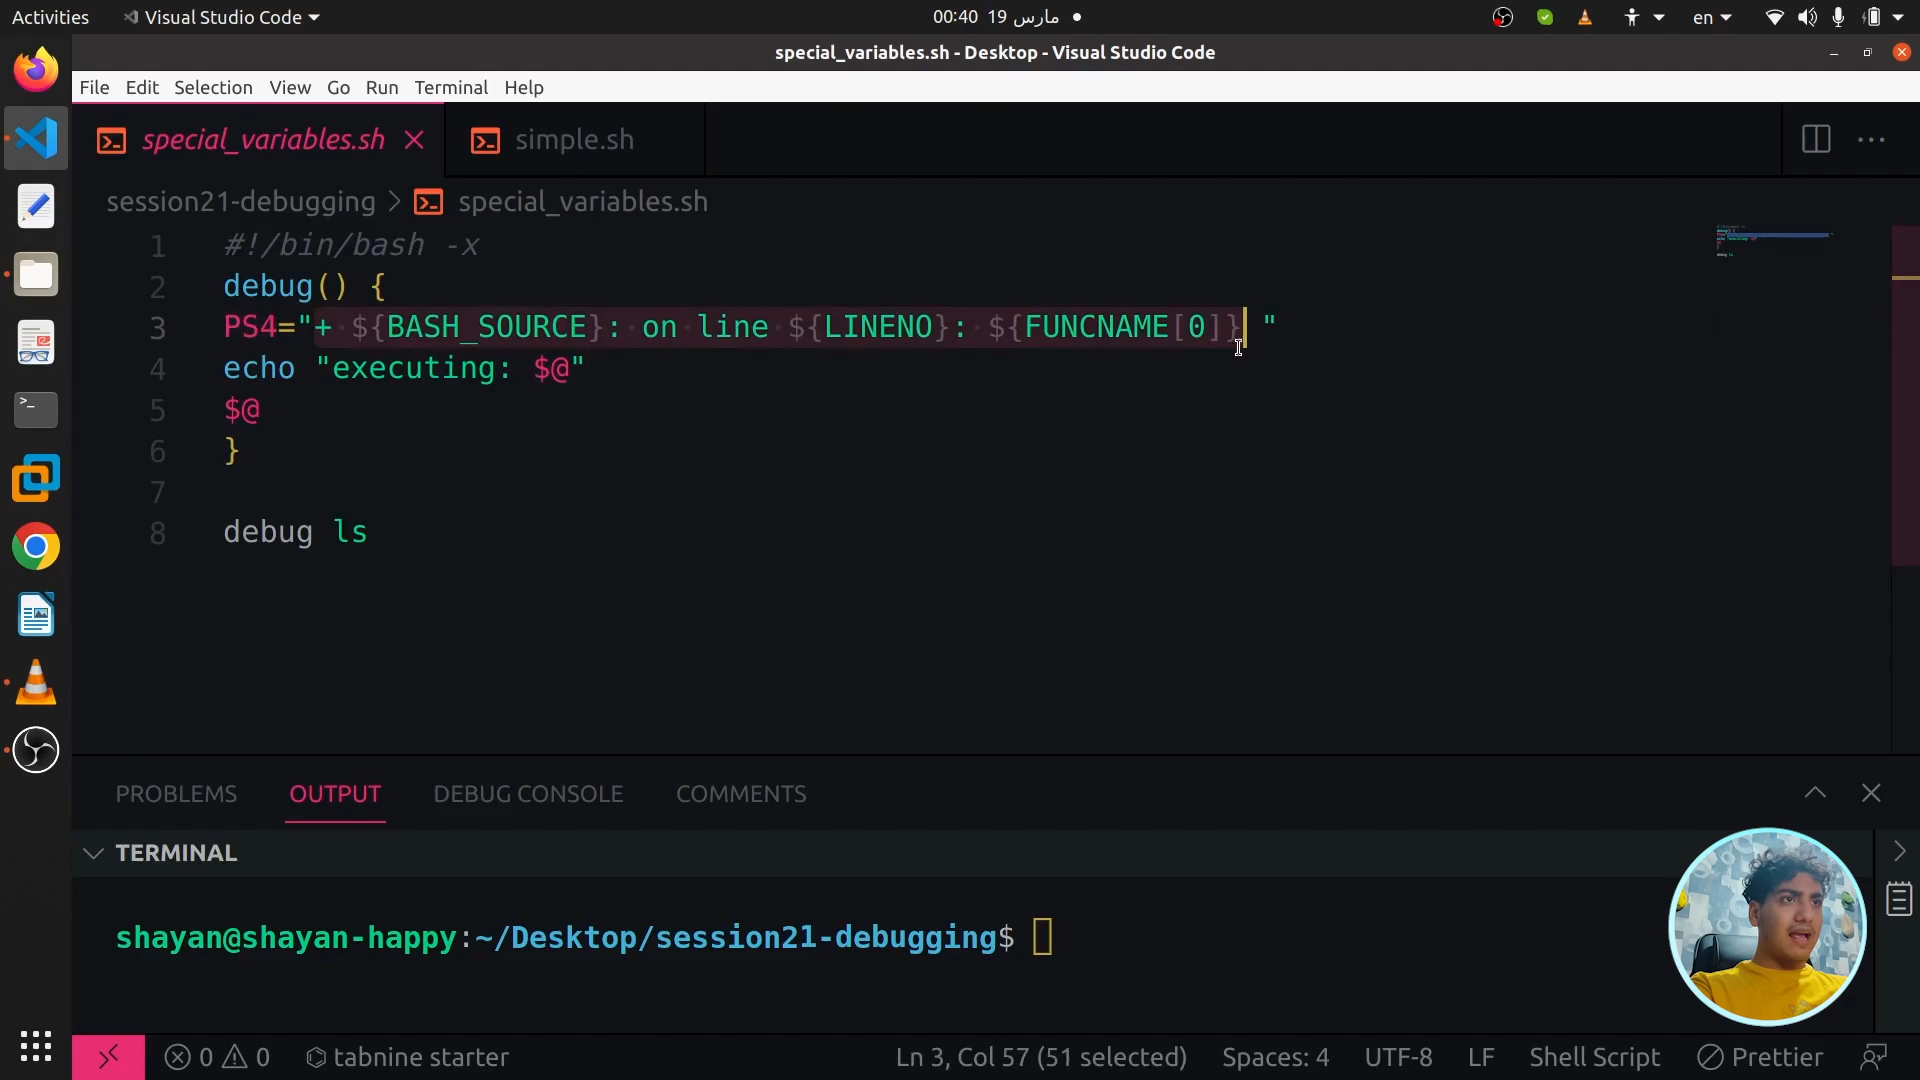 Activities
Visual Studio Code
مارس 19 00:40
en
special_variables.sh - Desktop - Visual Studio Code
File Edit Selection View Go Run Terminal Help
special_variables.sh
simple.sh
session21-debugging > special_variables.sh
1 #!/bin/bash -x
2 debug() {
3 PS4="+ ${BASH_SOURCE}: on line ${LINENO}: ${FUNCNAME[0]} "
4 echo "executing: $@"
5 $@
6 }
7
8 debug ls
PROBLEMS OUTPUT DEBUG CONSOLE COMMENTS
TERMINAL
shayan@shayan-happy:~/Desktop/session21-debugging$
0 0 tabnine starter Ln 3, Col 57 (51 selected) Spaces: 4 UTF-8 LF Shell Script Prettier